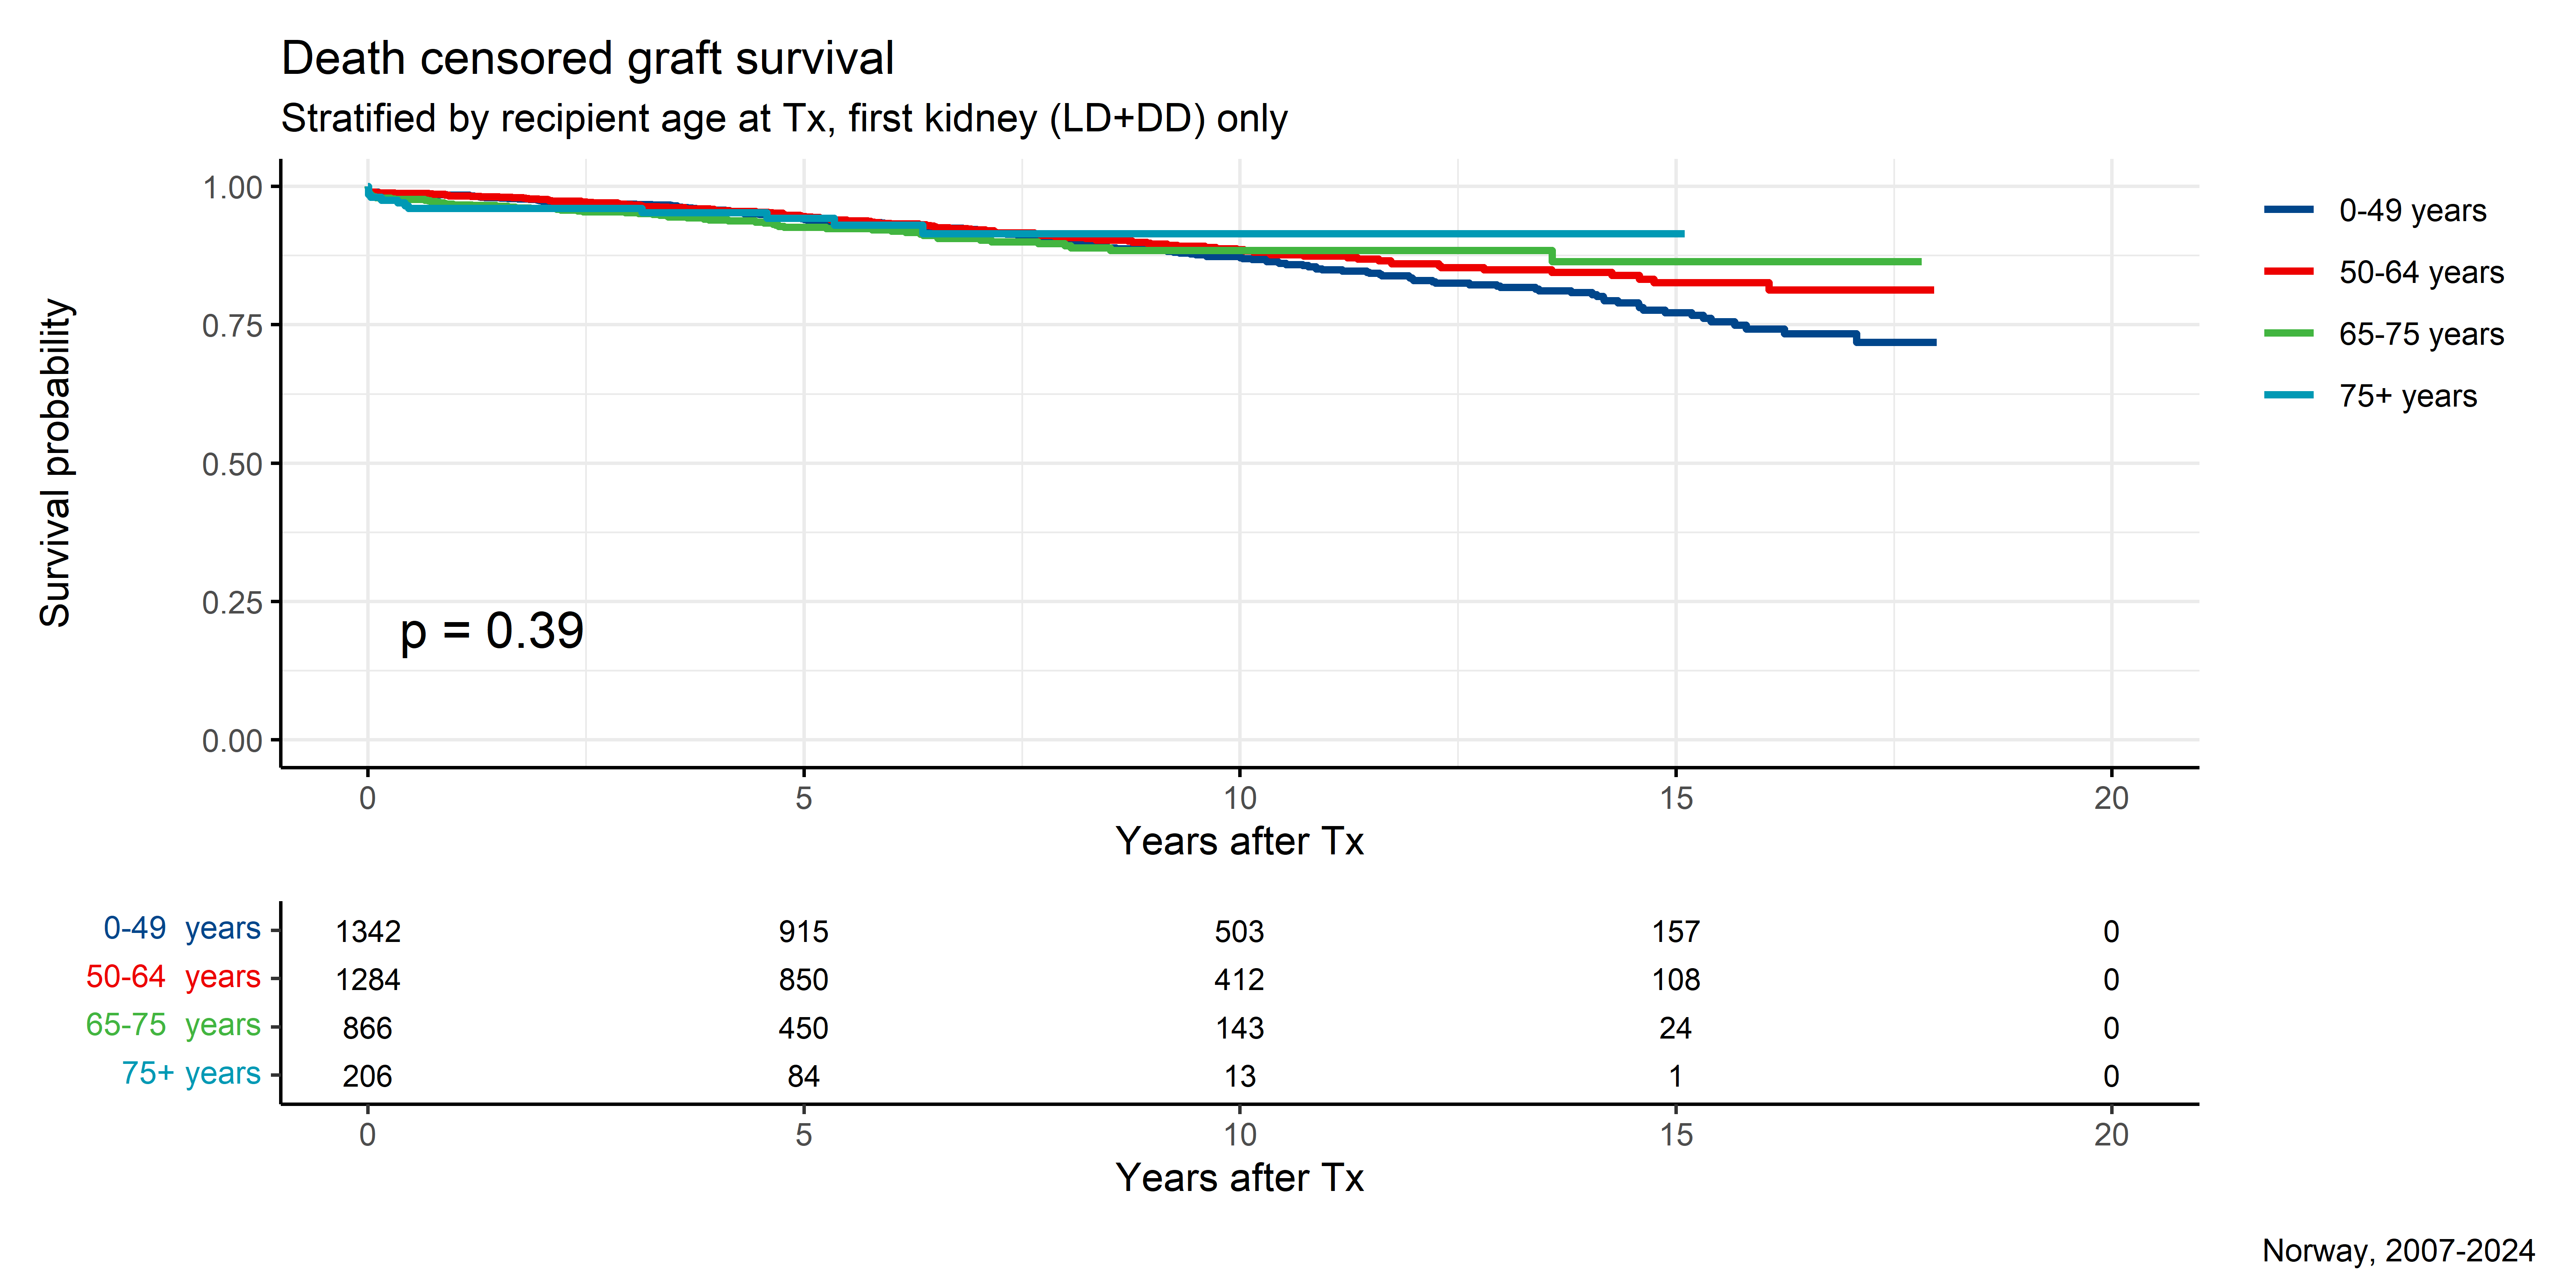 Death censored graft survival
Stratified by recipient age at Tx, first kidney (LD+DD) only
Survival probability
1.00
0.75
0.50
0.25
0.00
p = 0.39
0 5 10 15 20
Years after Tx
0-49 years
50-64 years
65-75 years
75+ years
0-49 years 1342 915 503 157 0
50-64 years 1284 850 412 108 0
65-75 years 866 450 143 24 0
75+ years 206 84 13 1 0
0 5 10 15 20
Years after Tx
Norway, 2007-2024